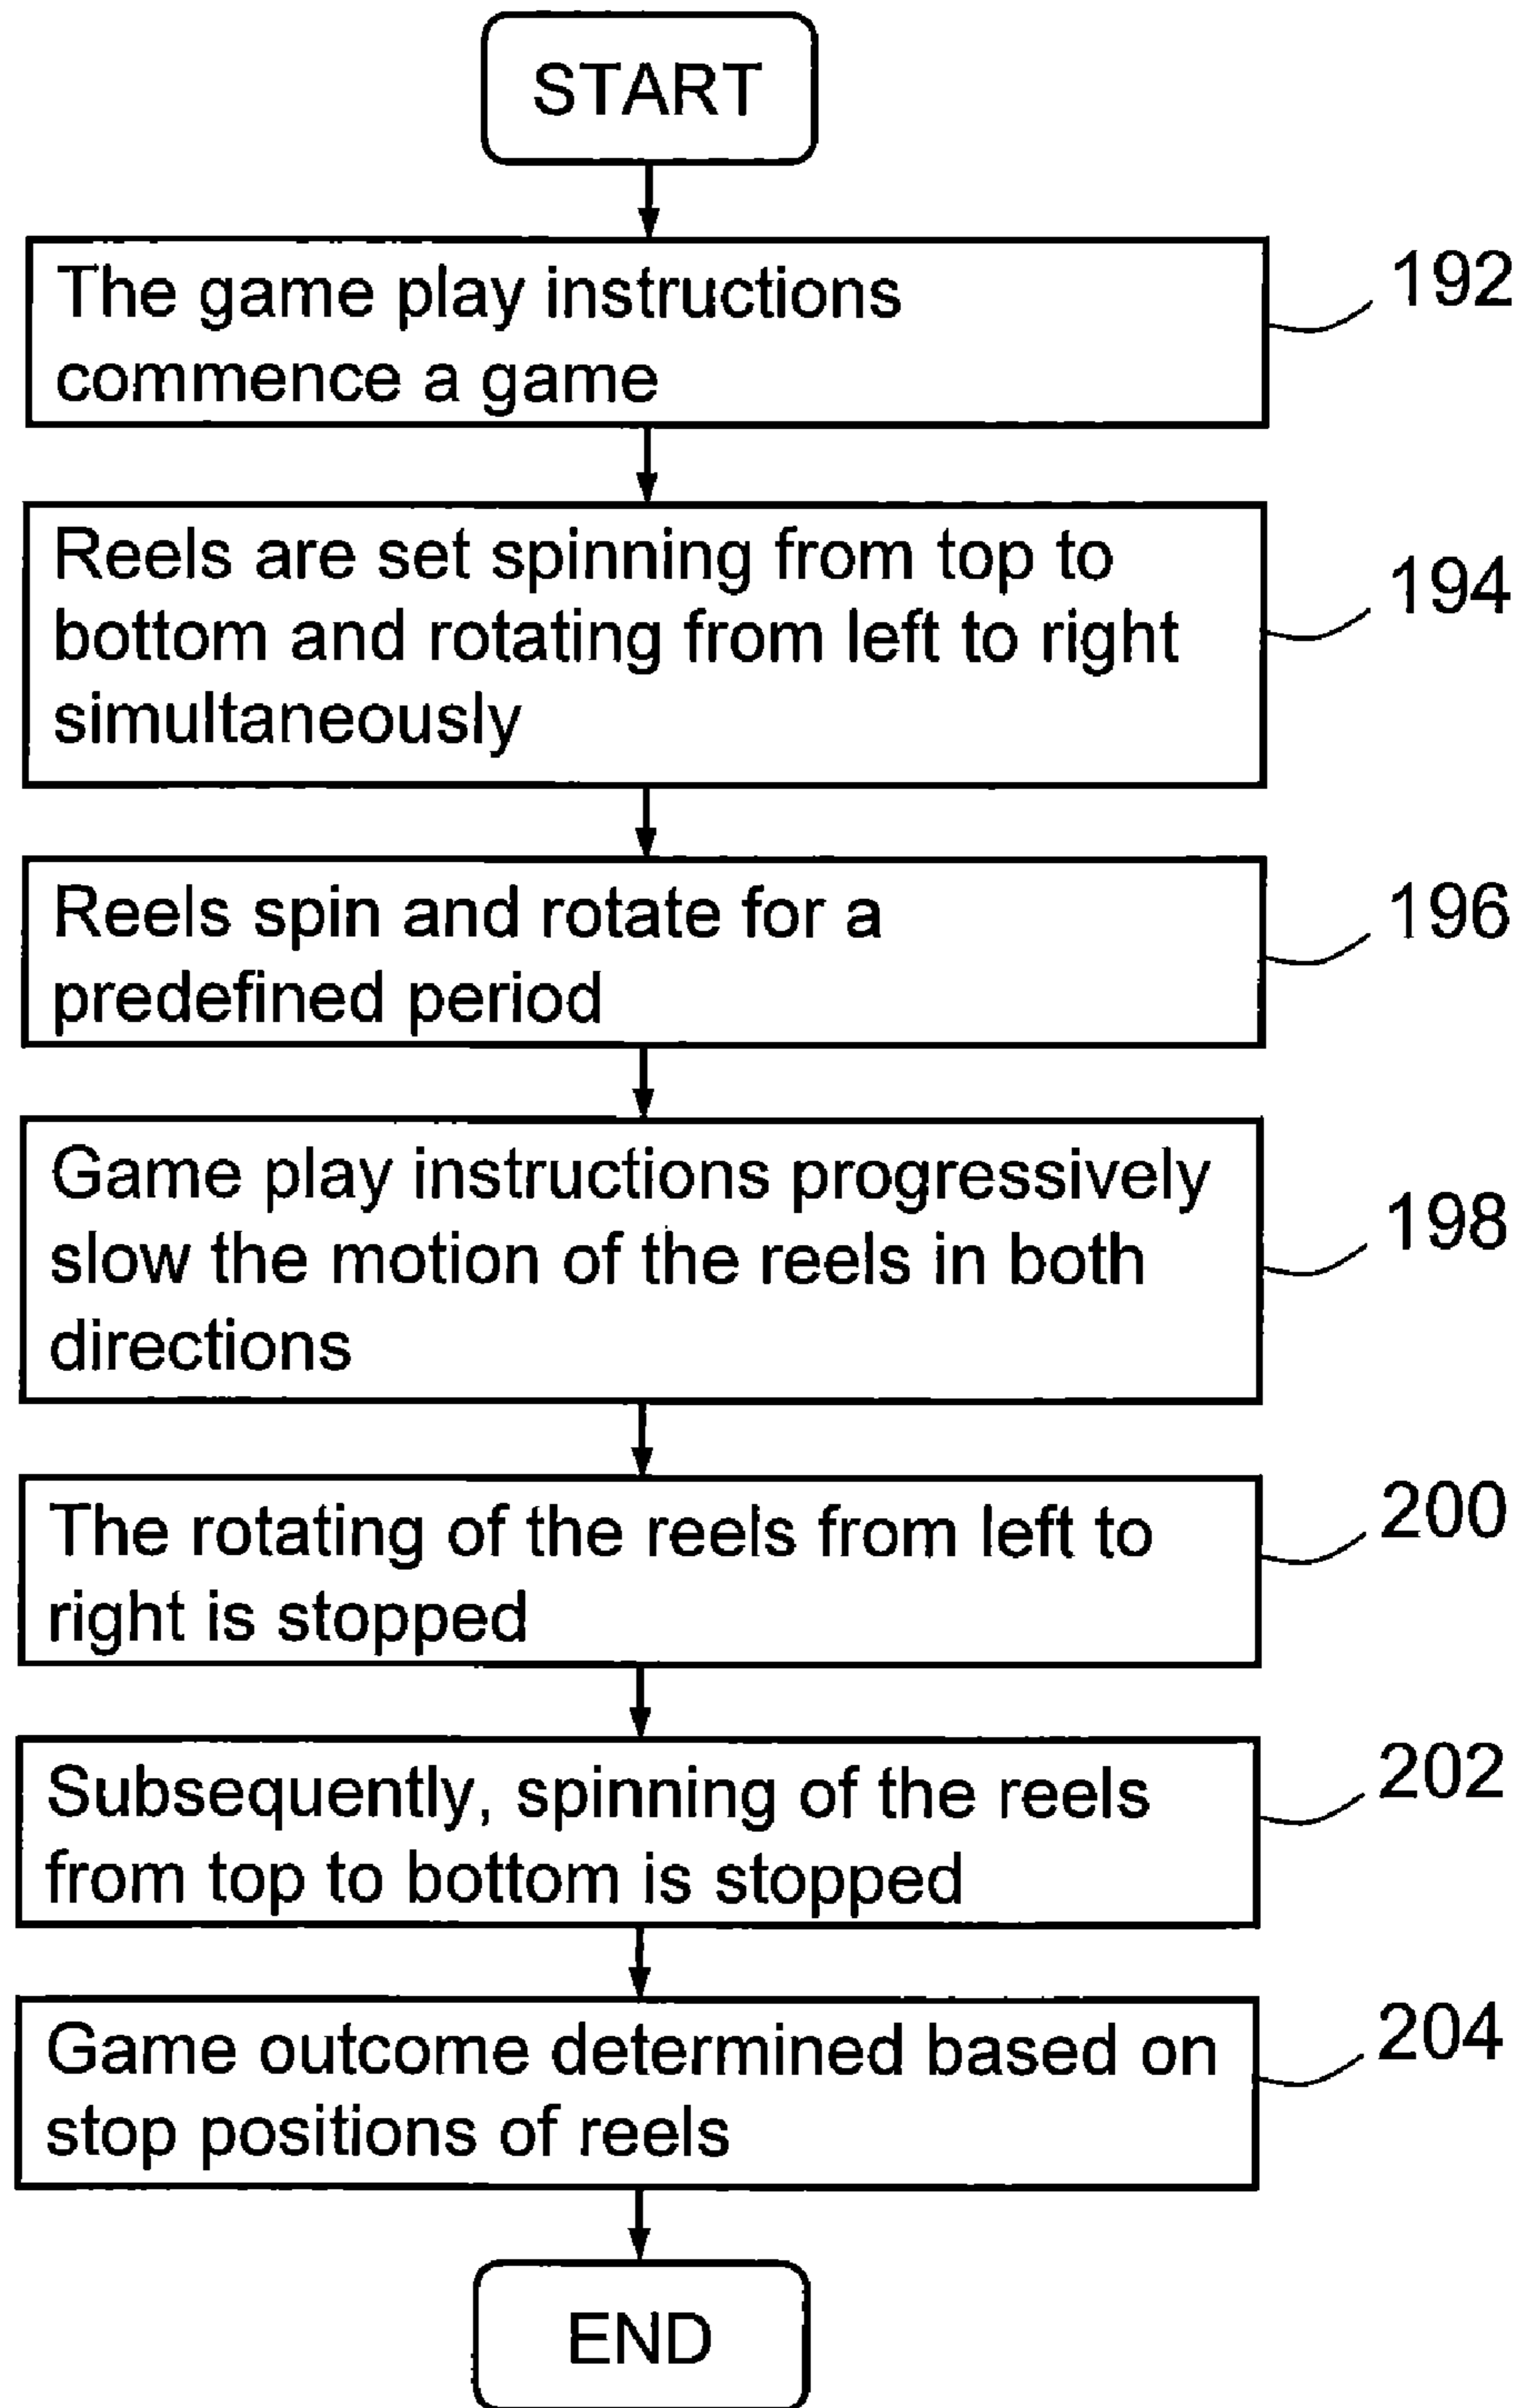 START
The game play instructions
commence a game
192
Reels are set spinning from top to
bottom and rotating from left to right
simultaneously
194
Reels spin and rotate for a
predefined period
196
Game play instructions progressively
slow the motion of the reels in both
directions
198
The rotating of the reels from left to
right is stopped
200
Subsequently, spinning of the reels
from top to bottom is stopped
202
Game outcome determined based on
stop positions of reels
204
END